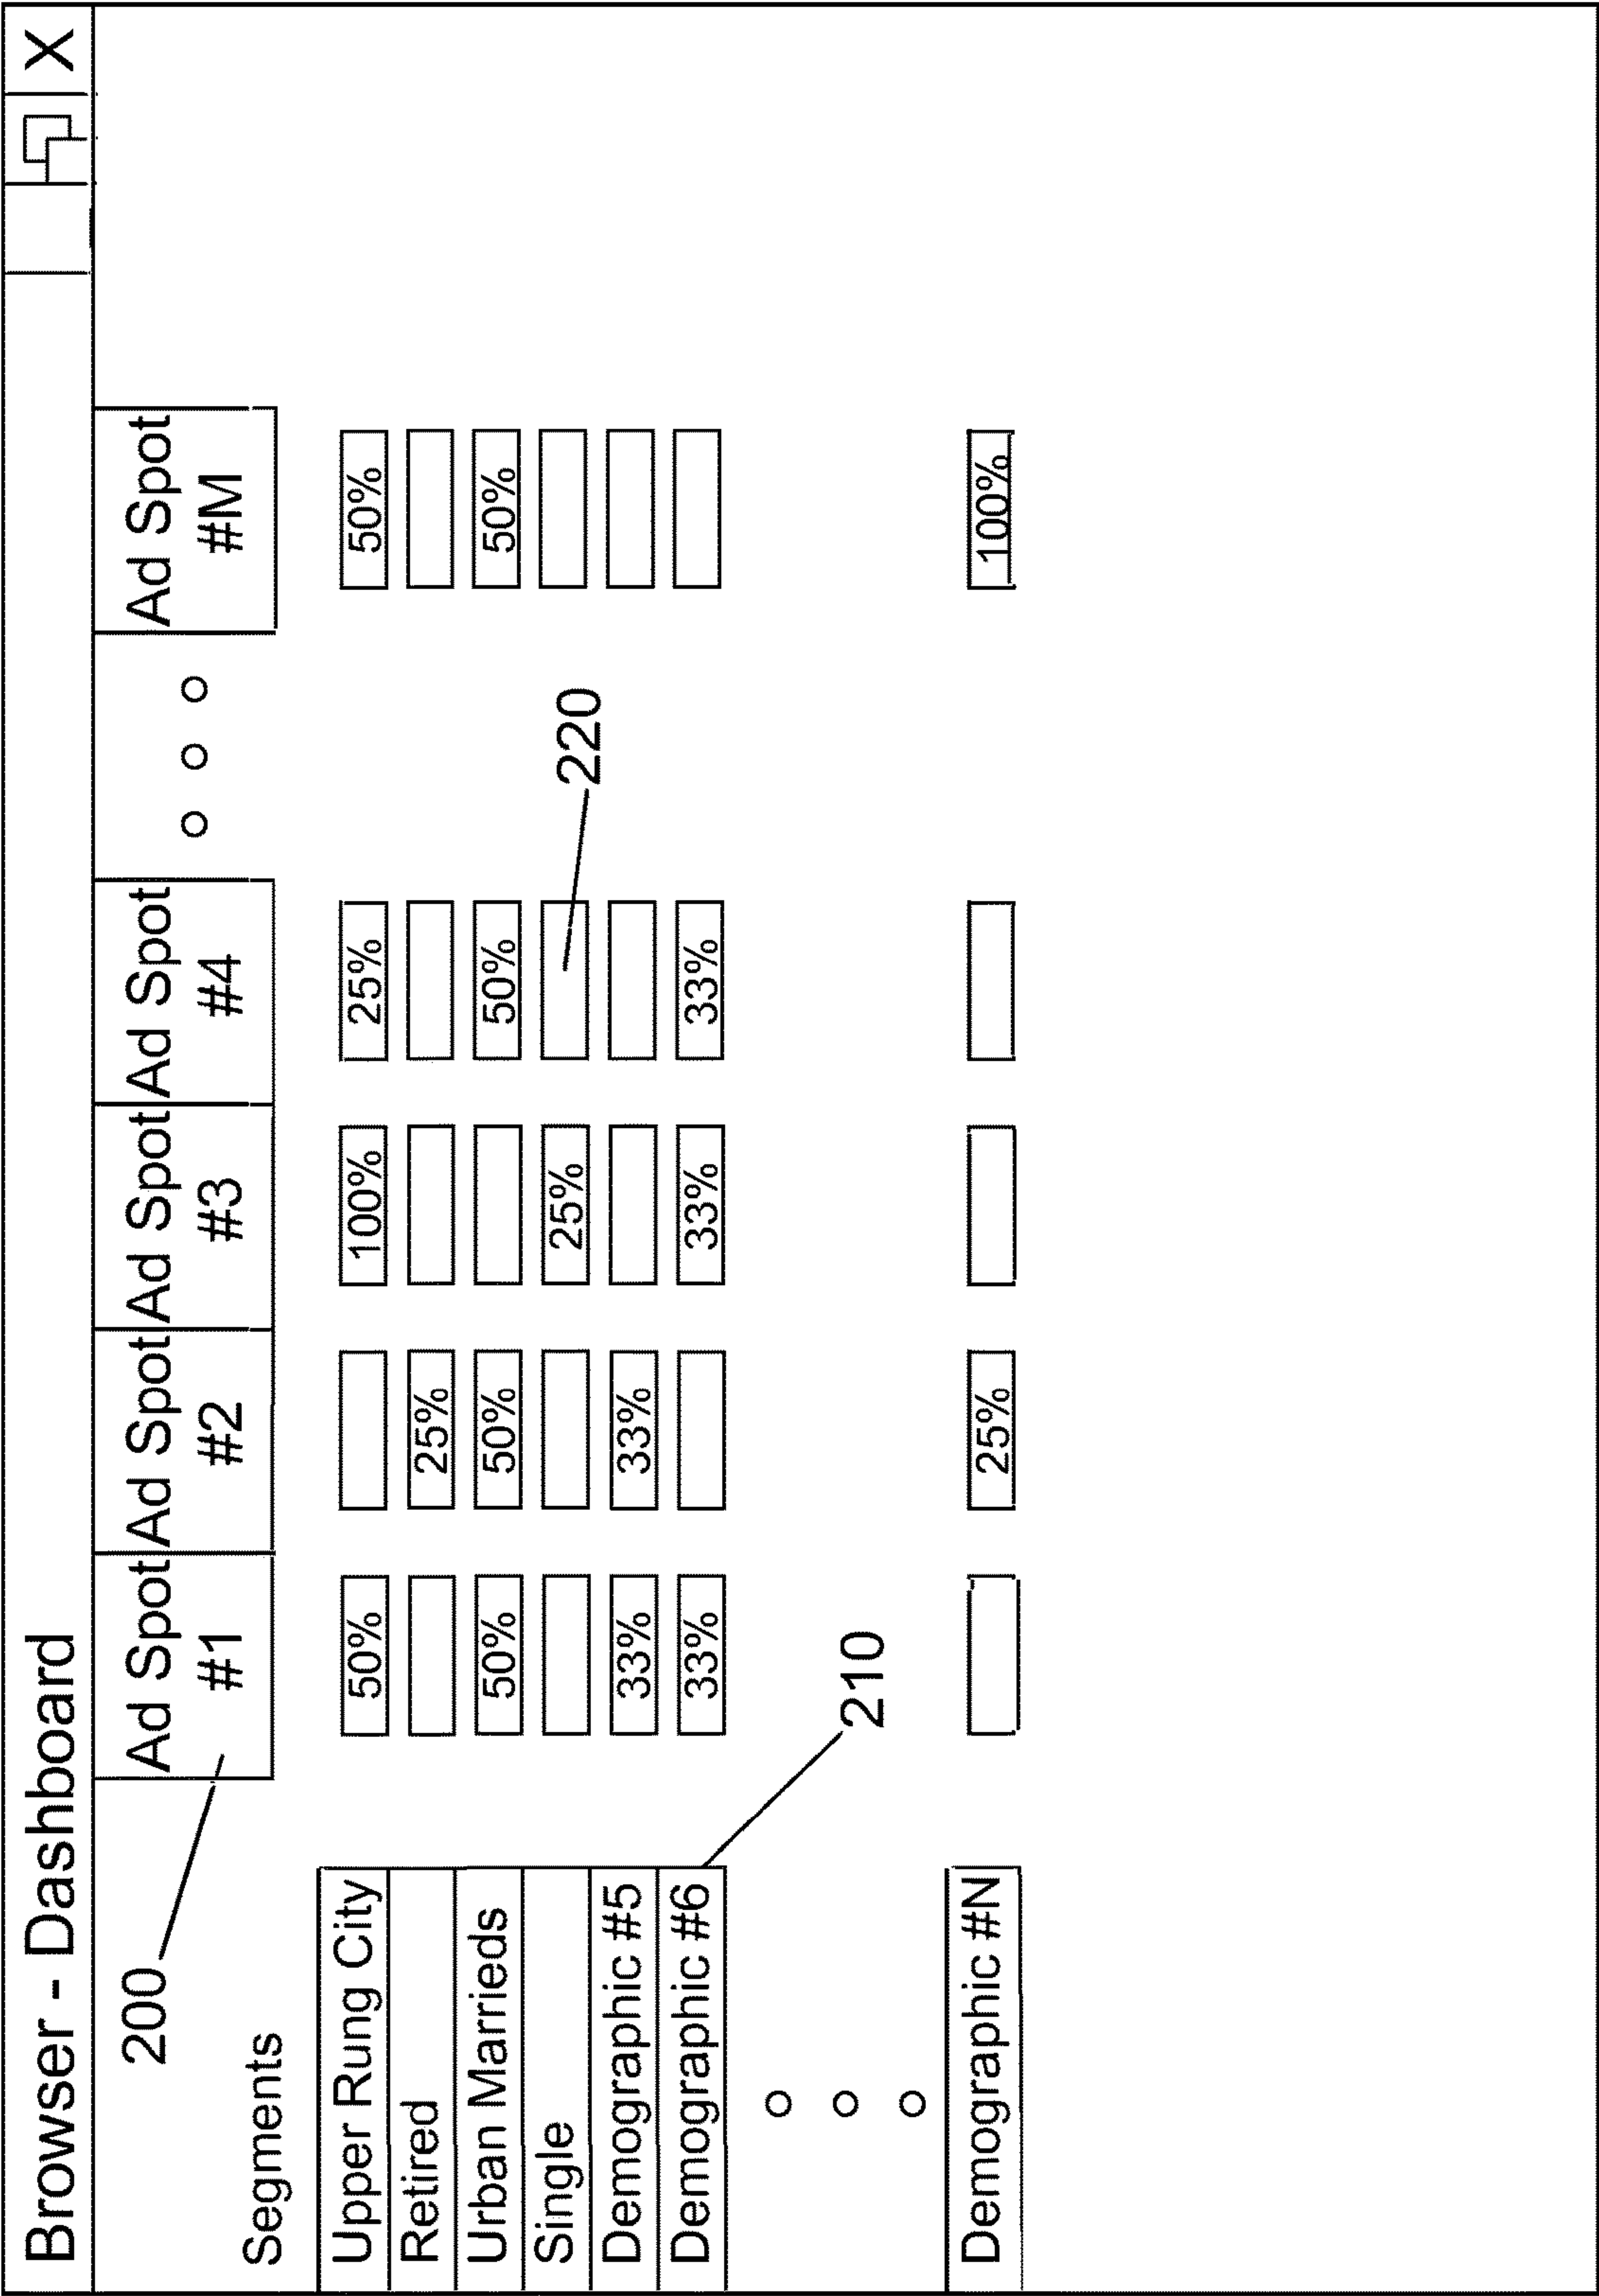 Browser - Dashboard _ X
200
Ad Spot #1 Ad Spot #2 Ad Spot #3 Ad Spot #4 Ad Spot #M
Segments
Upper Rung City 50% 100% 25% 50%
Retired 25%
Urban Marrieds 50% 50% 50% 50%
Single 25%
220
Demographic #5 33% 33%
Demographic #6 33% 33% 33%
210
Demographic #N 25% 100%